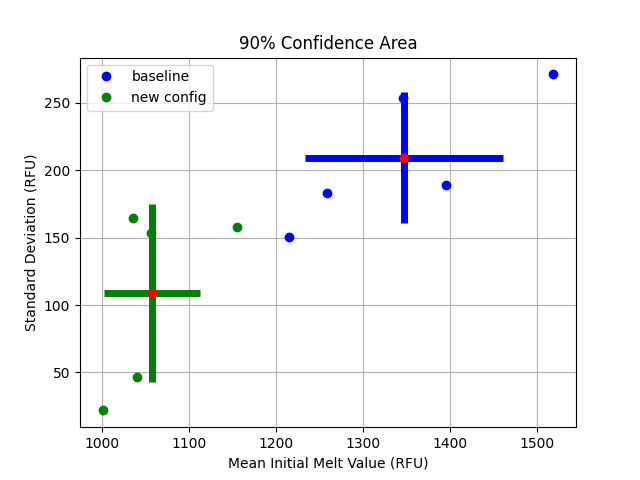 90% Confidence Area
baseline
new config
Standard Deviation (RFU)
250
200
150
100
50
1000 1100 1200 1300 1400 1500
Mean Initial Melt Value (RFU)